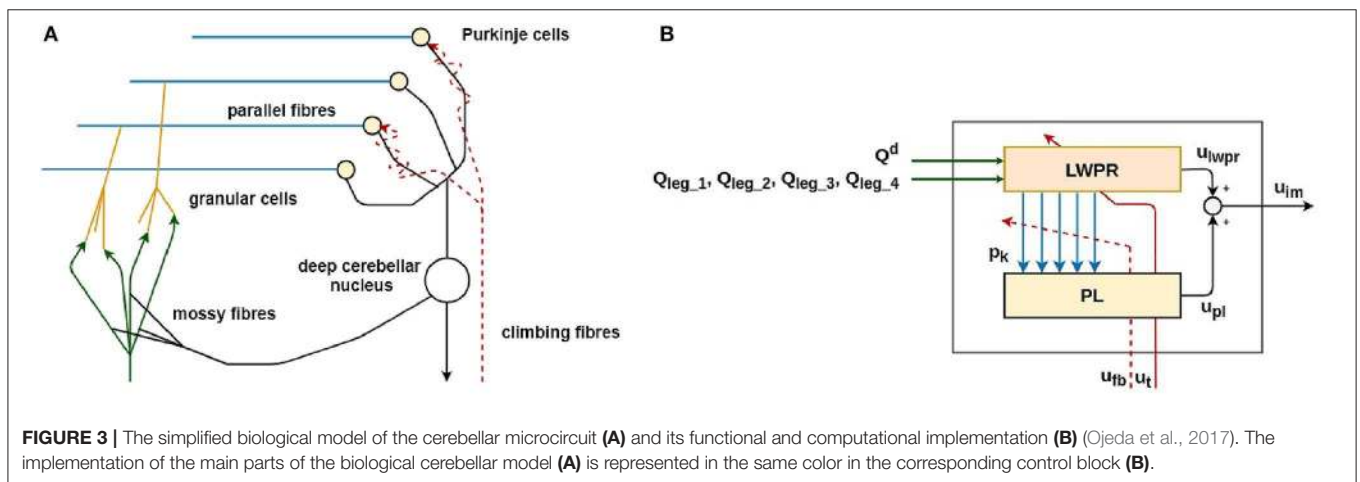 A
Purkinje cells
parallel fibres
granular cells
deep cerebellar
nucleus
mossy fibres
climbing fibres
B
Q^d
Q_leg_1, Q_leg_2, Q_leg_3, Q_leg_4
LWPR
u_lwpr
+
u_im
+
p_k
PL
u_pl
u_fb u_t
FIGURE 3 | The simplified biological model of the cerebellar microcircuit (A) and its functional and computational implementation (B) (Ojeda et al., 2017). The
implementation of the main parts of the biological cerebellar model (A) is represented in the same color in the corresponding control block (B).